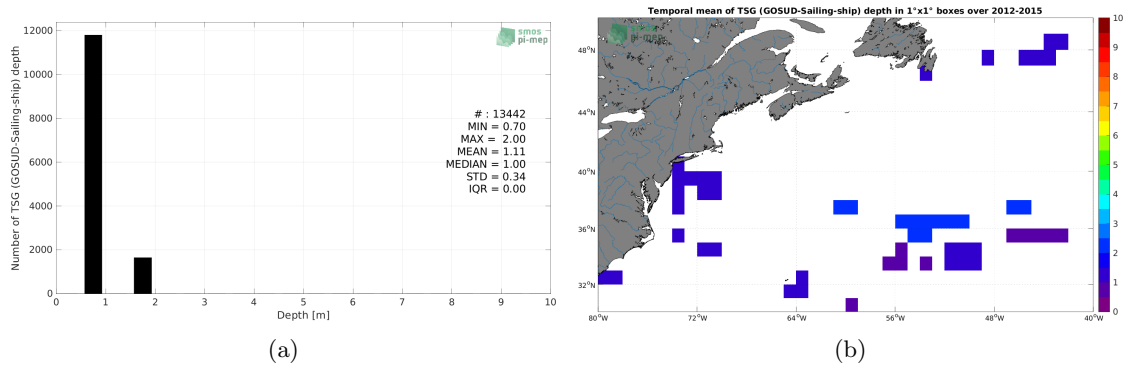 12000
10000
8000
6000
4000
2000
0
Number of TSG (GOSUD-Sailing-ship) depth
smos
pi-mep
# : 13442
MIN = 0.70
MAX = 2.00
MEAN = 1.11
MEDIAN = 1.00
STD = 0.34
IQR = 0.00
0 1 2 3 4 5 6 7 8 9 10
Depth [m]
(a)
Temporal mean of TSG (GOSUD-Sailing-ship) depth in 1°x1° boxes over 2012-2015
smos
pi-mep
48°N
44°N
40°N
36°N
32°N
80°W 72°W 64°W 56°W 48°W 40°W
10
9
8
7
6
5
4
3
2
1
0
(b)